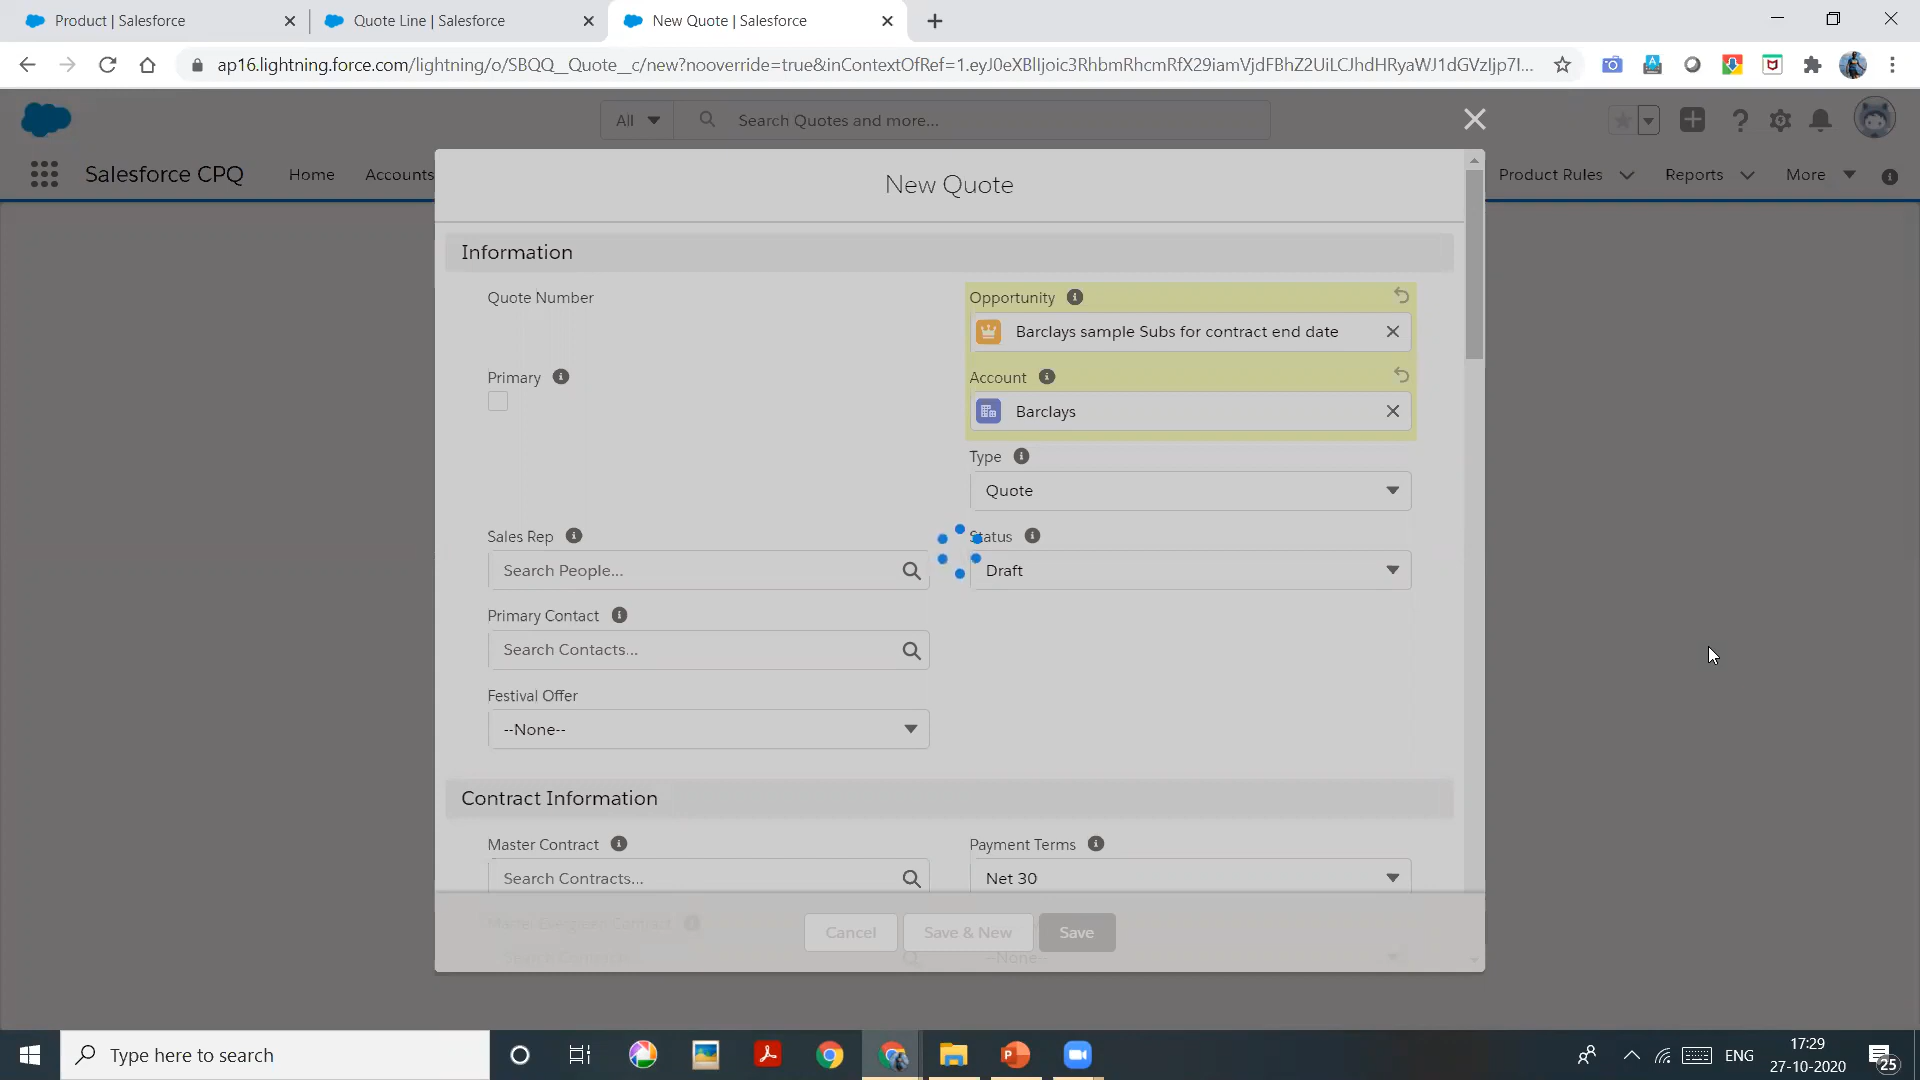 Product | Salesforce
Quote Line | Salesforce
New Quote | Salesforce
ap16.lightning.force.com/lightning/o/SBQQ__Quote__c/new?nooverride=true&inContextOfRef=1.eyJ0eXBlIjoic3RhbmRhcmRfX29iamVjdFBhZ2UiLCJhdHRyaWJ1dGVzIjp7I...
All
Search Quotes and more...
Salesforce CPQ
Home
Accounts
Product Rules
Reports
More
New Quote
Information
Quote Number
Opportunity
Barclays sample Subs for contract end date
Primary
Account
Barclays
Type
Quote
Sales Rep
Search People...
Status
Draft
Primary Contact
Search Contacts...
Festival Offer
--None--
Contract Information
Master Contract
Search Contracts...
Payment Terms
Net 30
--None--
Cancel
Save & New
Save
Type here to search
ENG
17:29
27-10-2020
25